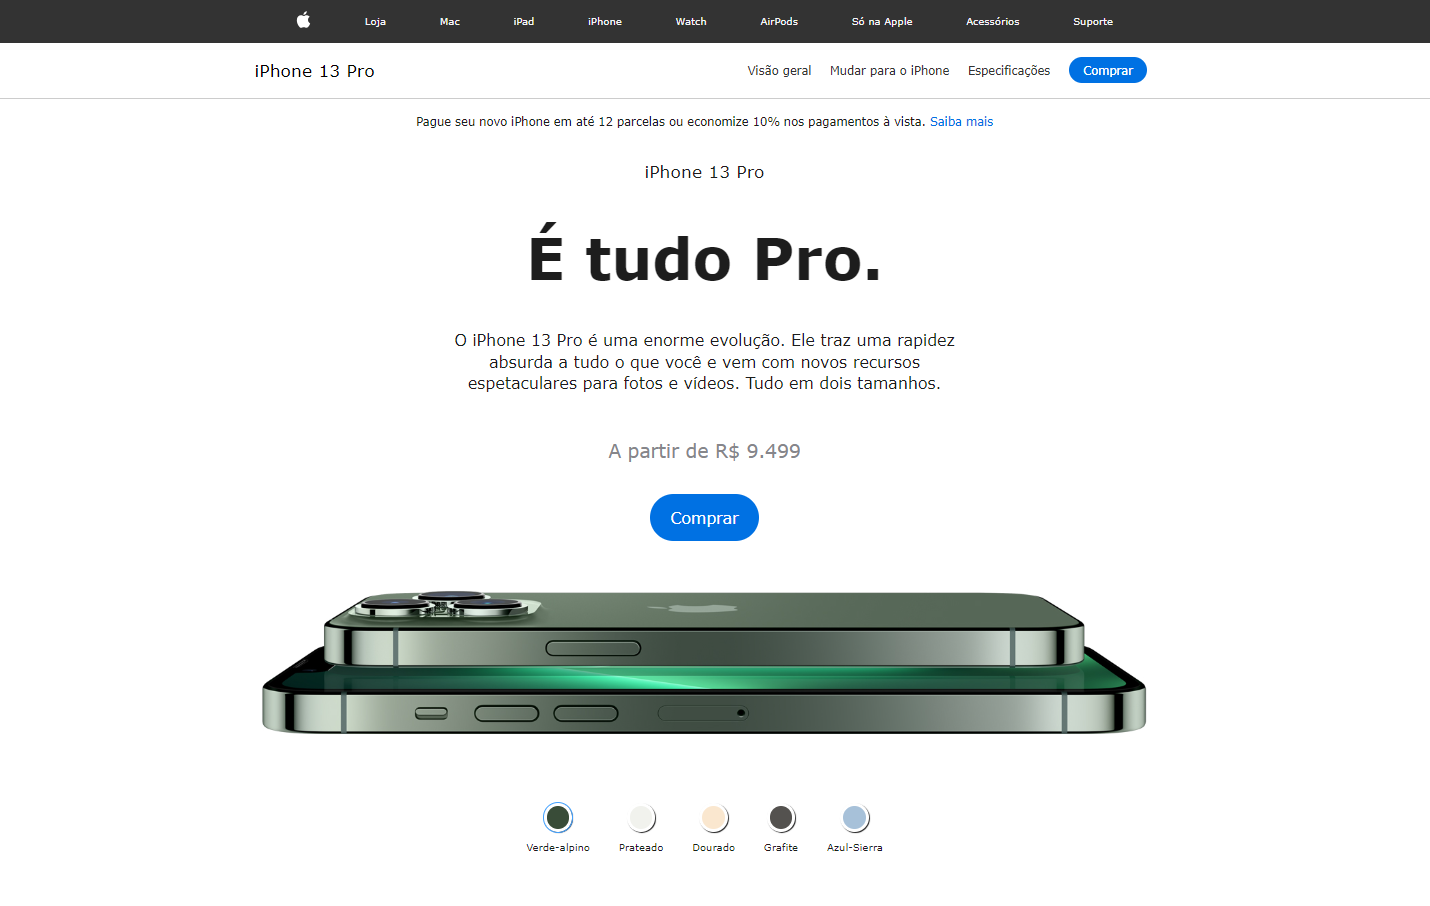 Loja Mac iPad iPhone Watch AirPods Só na Apple Acessórios Suporte
iPhone 13 Pro Visão geral Mudar para o iPhone Especificações Comprar
Pague seu novo iPhone em até 12 parcelas ou economize 10% nos pagamentos à vista. Saiba mais
iPhone 13 Pro
É tudo Pro.
O iPhone 13 Pro é uma enorme evolução. Ele traz uma rapidez
absurda a tudo o que você e vem com novos recursos
espetaculares para fotos e vídeos. Tudo em dois tamanhos.
A partir de R$ 9.499
Comprar
Verde-alpino Prateado Dourado Grafite Azul-Sierra